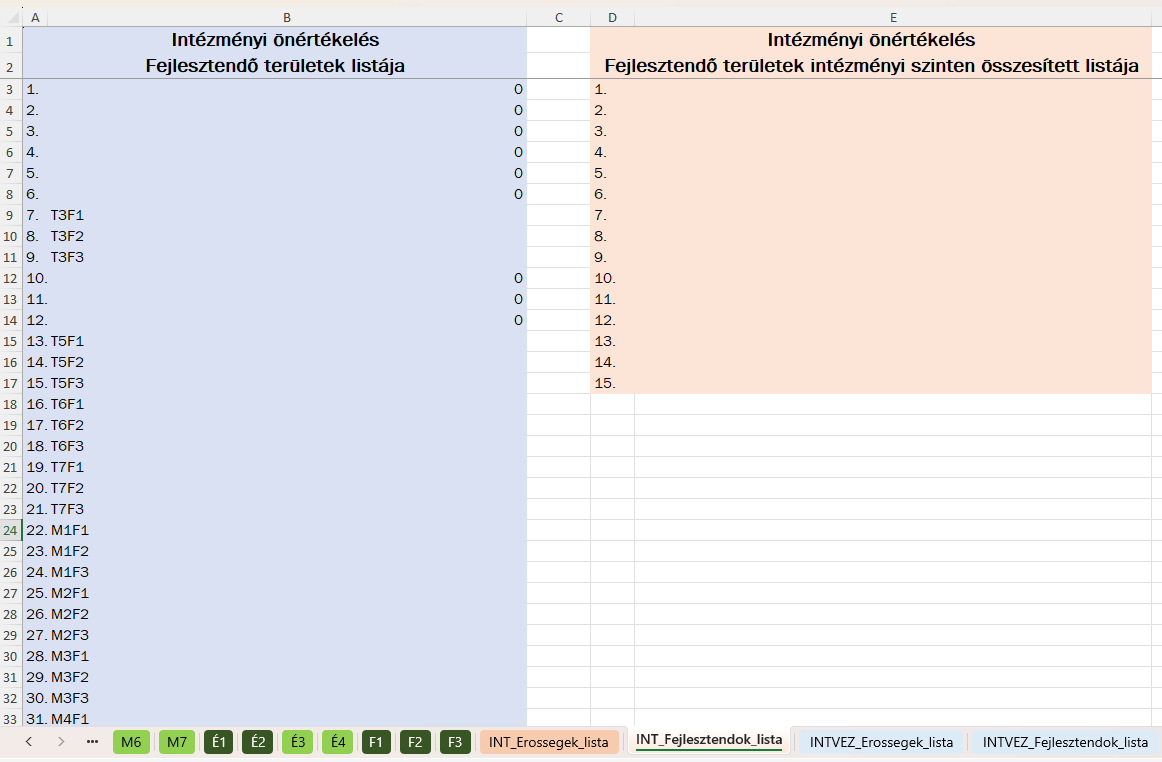 A B C D E
1 Intézményi önértékelés Intézményi önértékelés
2 Fejlesztendő területek listája Fejlesztendő területek intézményi szinten összesített listája
3 1. 0 1.
4 2. 0 2.
5 3. 0 3.
6 4. 0 4.
7 5. 0 5.
8 6. 0 6.
9 7. T3F1 7.
10 8. T3F2 8.
11 9. T3F3 9.
12 10. 0 10.
13 11. 0 11.
14 12. 0 12.
15 13. T5F1 13.
16 14. T5F2 14.
17 15. T5F3 15.
18 16. T6F1
19 17. T6F2
20 18. T6F3
21 19. T7F1
22 20. T7F2
23 21. T7F3
24 22. M1F1
25 23. M1F2
26 24. M1F3
27 25. M2F1
28 26. M2F2
29 27. M2F3
30 28. M3F1
31 29. M3F2
32 30. M3F3
33 31. M4F1
M6 M7 É1 É2 É3 É4 F1 F2 F3 INT_Erossegek_lista INT_Fejlesztendok_lista INTVEZ_Erossegek_lista INTVEZ_Fejlesztendok_lista